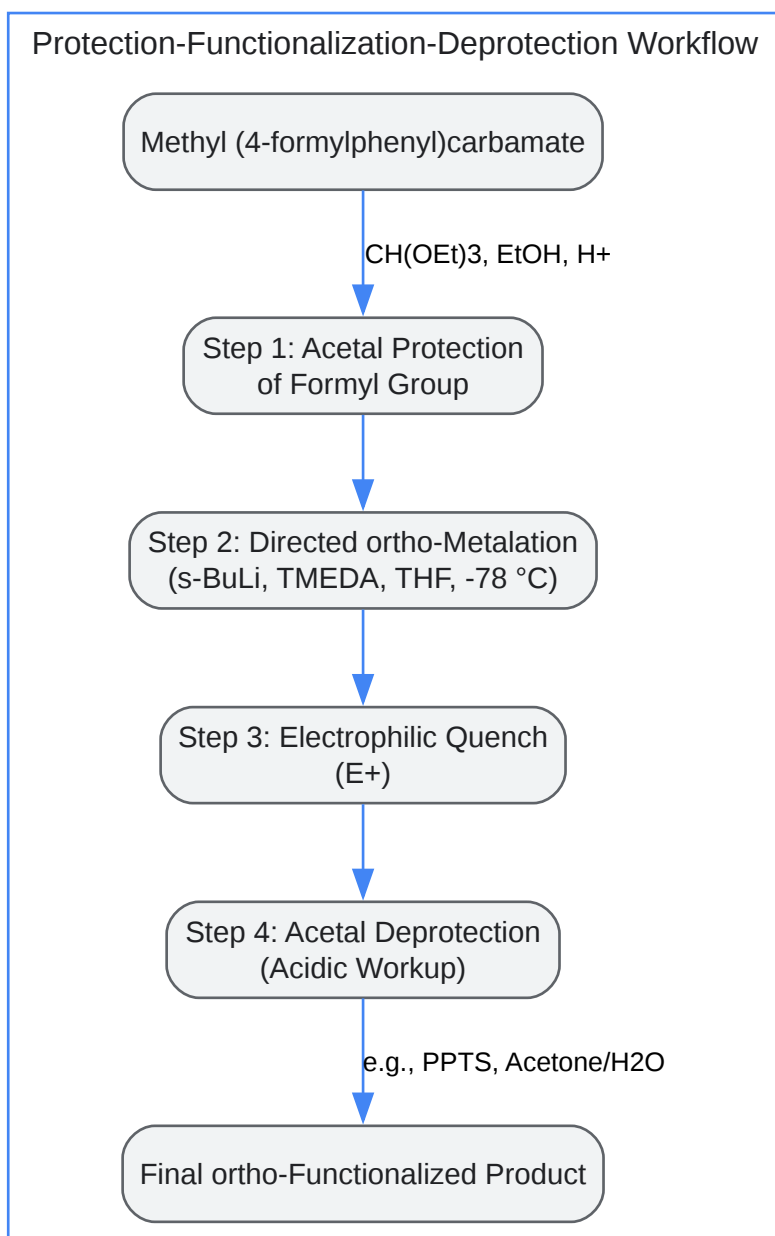 Protection-Functionalization-Deprotection Workflow
Methyl (4-formylphenyl)carbamate
CH(OEt)3, EtOH, H+
Step 1: Acetal Protection
of Formyl Group
Step 2: Directed ortho-Metalation
(s-BuLi, TMEDA, THF, -78 °C)
Step 3: Electrophilic Quench
(E+)
Step 4: Acetal Deprotection
(Acidic Workup)
e.g., PPTS, Acetone/H2O
Final ortho-Functionalized Product